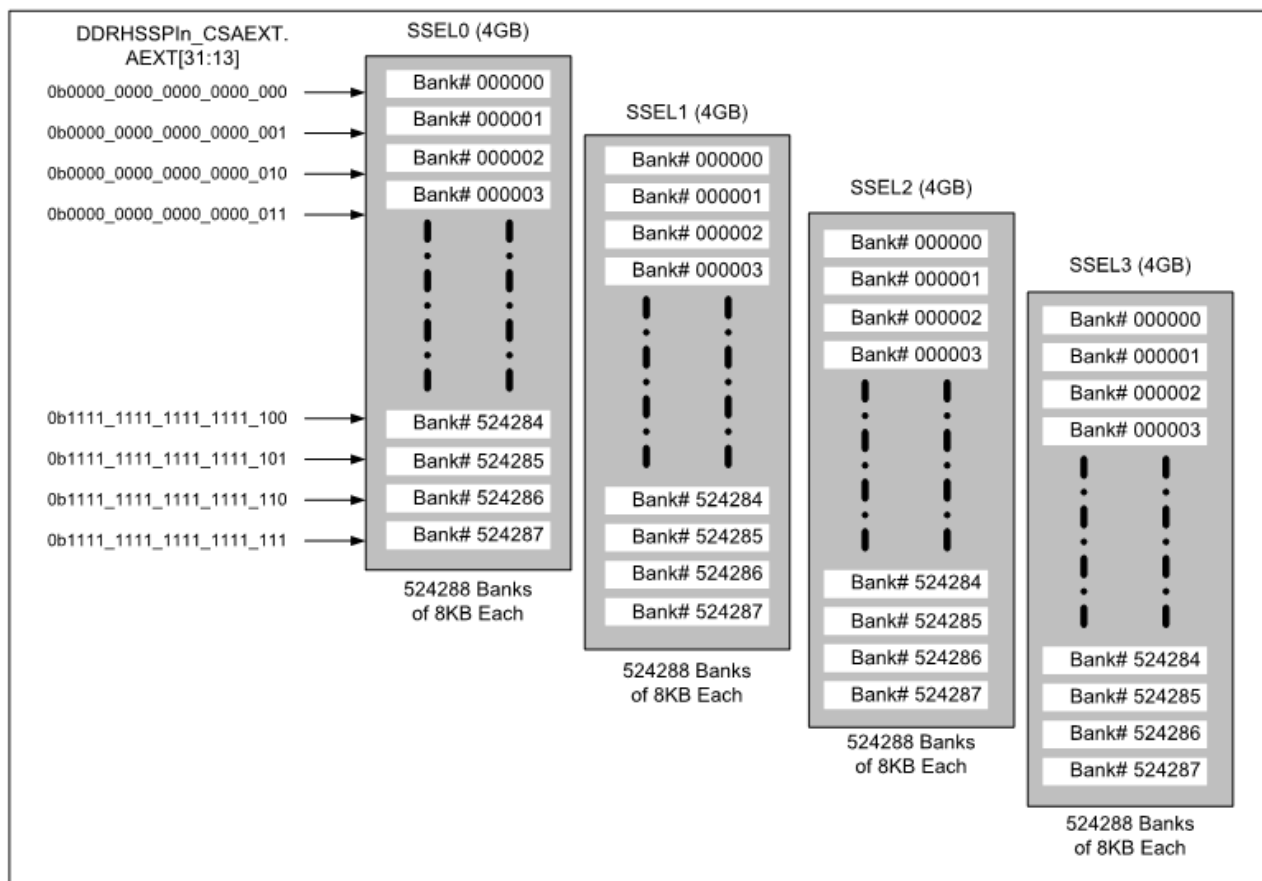 DDRHSSPIn_CSAEXT.
AEXT[31:13]
0b0000_0000_0000_0000_000
0b0000_0000_0000_0000_001
0b0000_0000_0000_0000_010
0b0000_0000_0000_0000_011
0b1111_1111_1111_1111_100
0b1111_1111_1111_1111_101
0b1111_1111_1111_1111_110
0b1111_1111_1111_1111_111
SSEL0 (4GB)
Bank# 000000
Bank# 000001
Bank# 000002
Bank# 000003
Bank# 524284
Bank# 524285
Bank# 524286
Bank# 524287
524288 Banks
of 8KB Each
SSEL1 (4GB)
Bank# 000000
Bank# 000001
Bank# 000002
Bank# 000003
Bank# 524284
Bank# 524285
Bank# 524286
Bank# 524287
524288 Banks
of 8KB Each
SSEL2 (4GB)
Bank# 000000
Bank# 000001
Bank# 000002
Bank# 000003
Bank# 524284
Bank# 524285
Bank# 524286
Bank# 524287
524288 Banks
of 8KB Each
SSEL3 (4GB)
Bank# 000000
Bank# 000001
Bank# 000002
Bank# 000003
Bank# 524284
Bank# 524285
Bank# 524286
Bank# 524287
524288 Banks
of 8KB Each